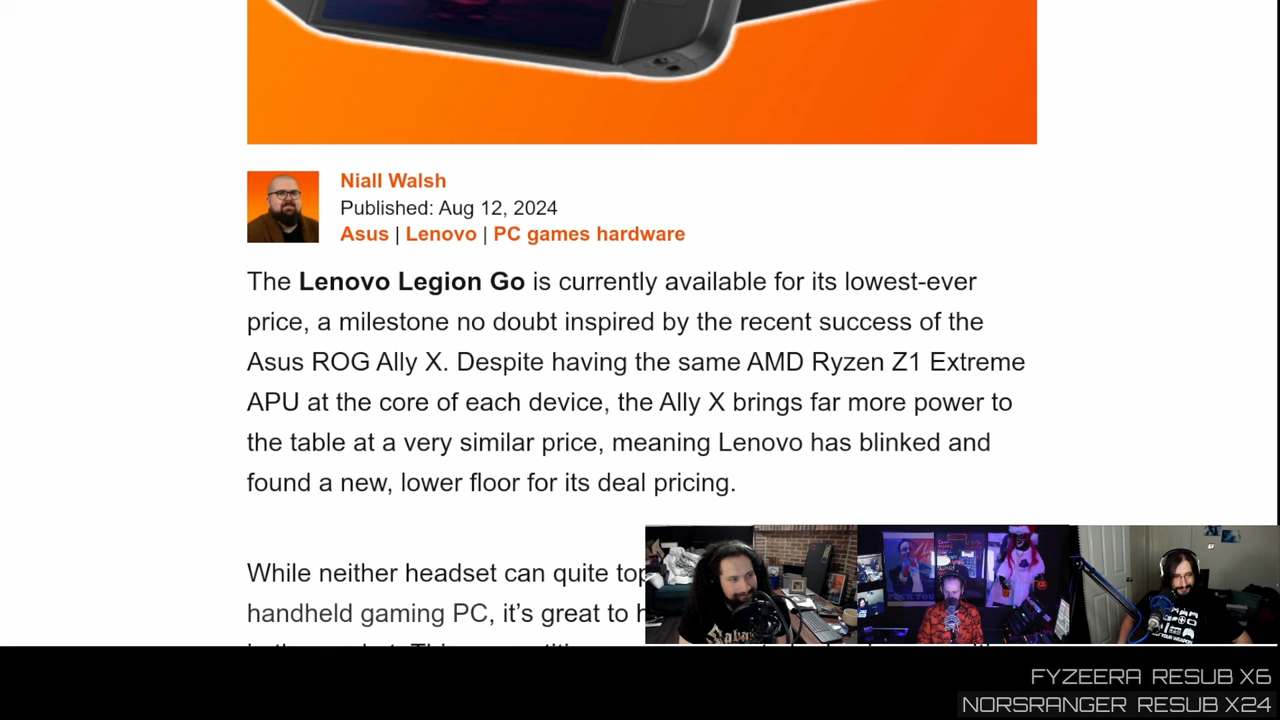 Niall Walsh
Published: Aug 12, 2024
Asus | Lenovo | PC games hardware
The Lenovo Legion Go is currently available for its lowest-ever
price, a milestone no doubt inspired by the recent success of the
Asus ROG Ally X. Despite having the same AMD Ryzen Z1 Extreme
APU at the core of each device, the Ally X brings far more power to
the table at a very similar price, meaning Lenovo has blinked and
found a new, lower floor for its deal pricing.
While neither headset can quite top
handheld gaming PC, it's great to h
FYZEERA RESUB X6
NORSRANGER RESUB X24